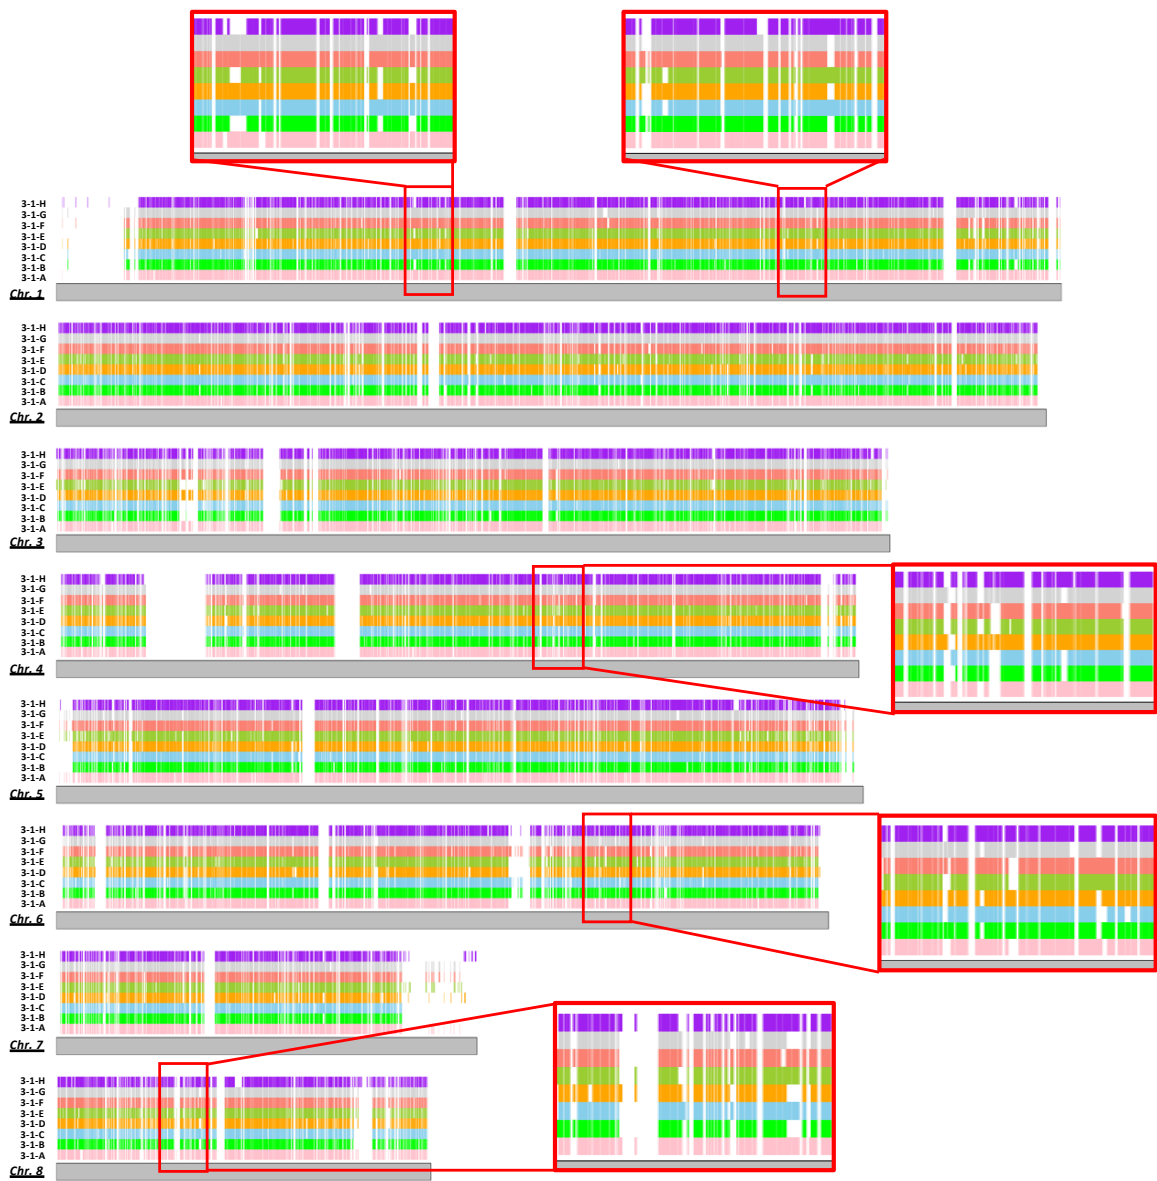 3-1-H
3-1-G
3-1-F
3-1-E
3-1-D
3-1-C
3-1-B
3-1-A
Chr. 1
3-1-H
3-1-G
3-1-F
3-1-E
3-1-D
3-1-C
3-1-B
3-1-A
Chr. 2
3-1-H
3-1-G
3-1-F
3-1-E
3-1-D
3-1-C
3-1-B
3-1-A
Chr. 3
3-1-H
3-1-G
3-1-F
3-1-E
3-1-D
3-1-C
3-1-B
3-1-A
Chr. 4
3-1-H
3-1-G
3-1-F
3-1-E
3-1-D
3-1-C
3-1-B
3-1-A
Chr. 5
3-1-H
3-1-G
3-1-F
3-1-E
3-1-D
3-1-C
3-1-B
3-1-A
Chr. 6
3-1-H
3-1-G
3-1-F
3-1-E
3-1-D
3-1-C
3-1-B
3-1-A
Chr. 7
3-1-H
3-1-G
3-1-F
3-1-E
3-1-D
3-1-C
3-1-B
3-1-A
Chr. 8